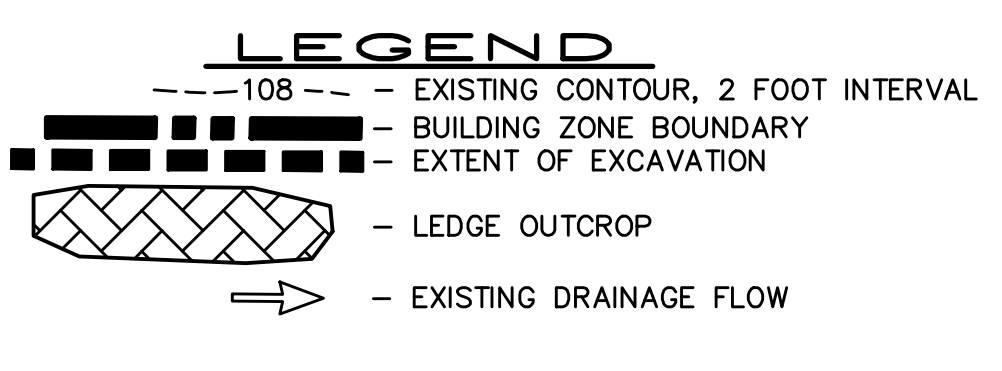 LEGEND
108 - EXISTING CONTOUR, 2 FOOT INTERVAL
- BUILDING ZONE BOUNDARY
- EXTENT OF EXCAVATION
- LEDGE OUTCROP
- EXISTING DRAINAGE FLOW